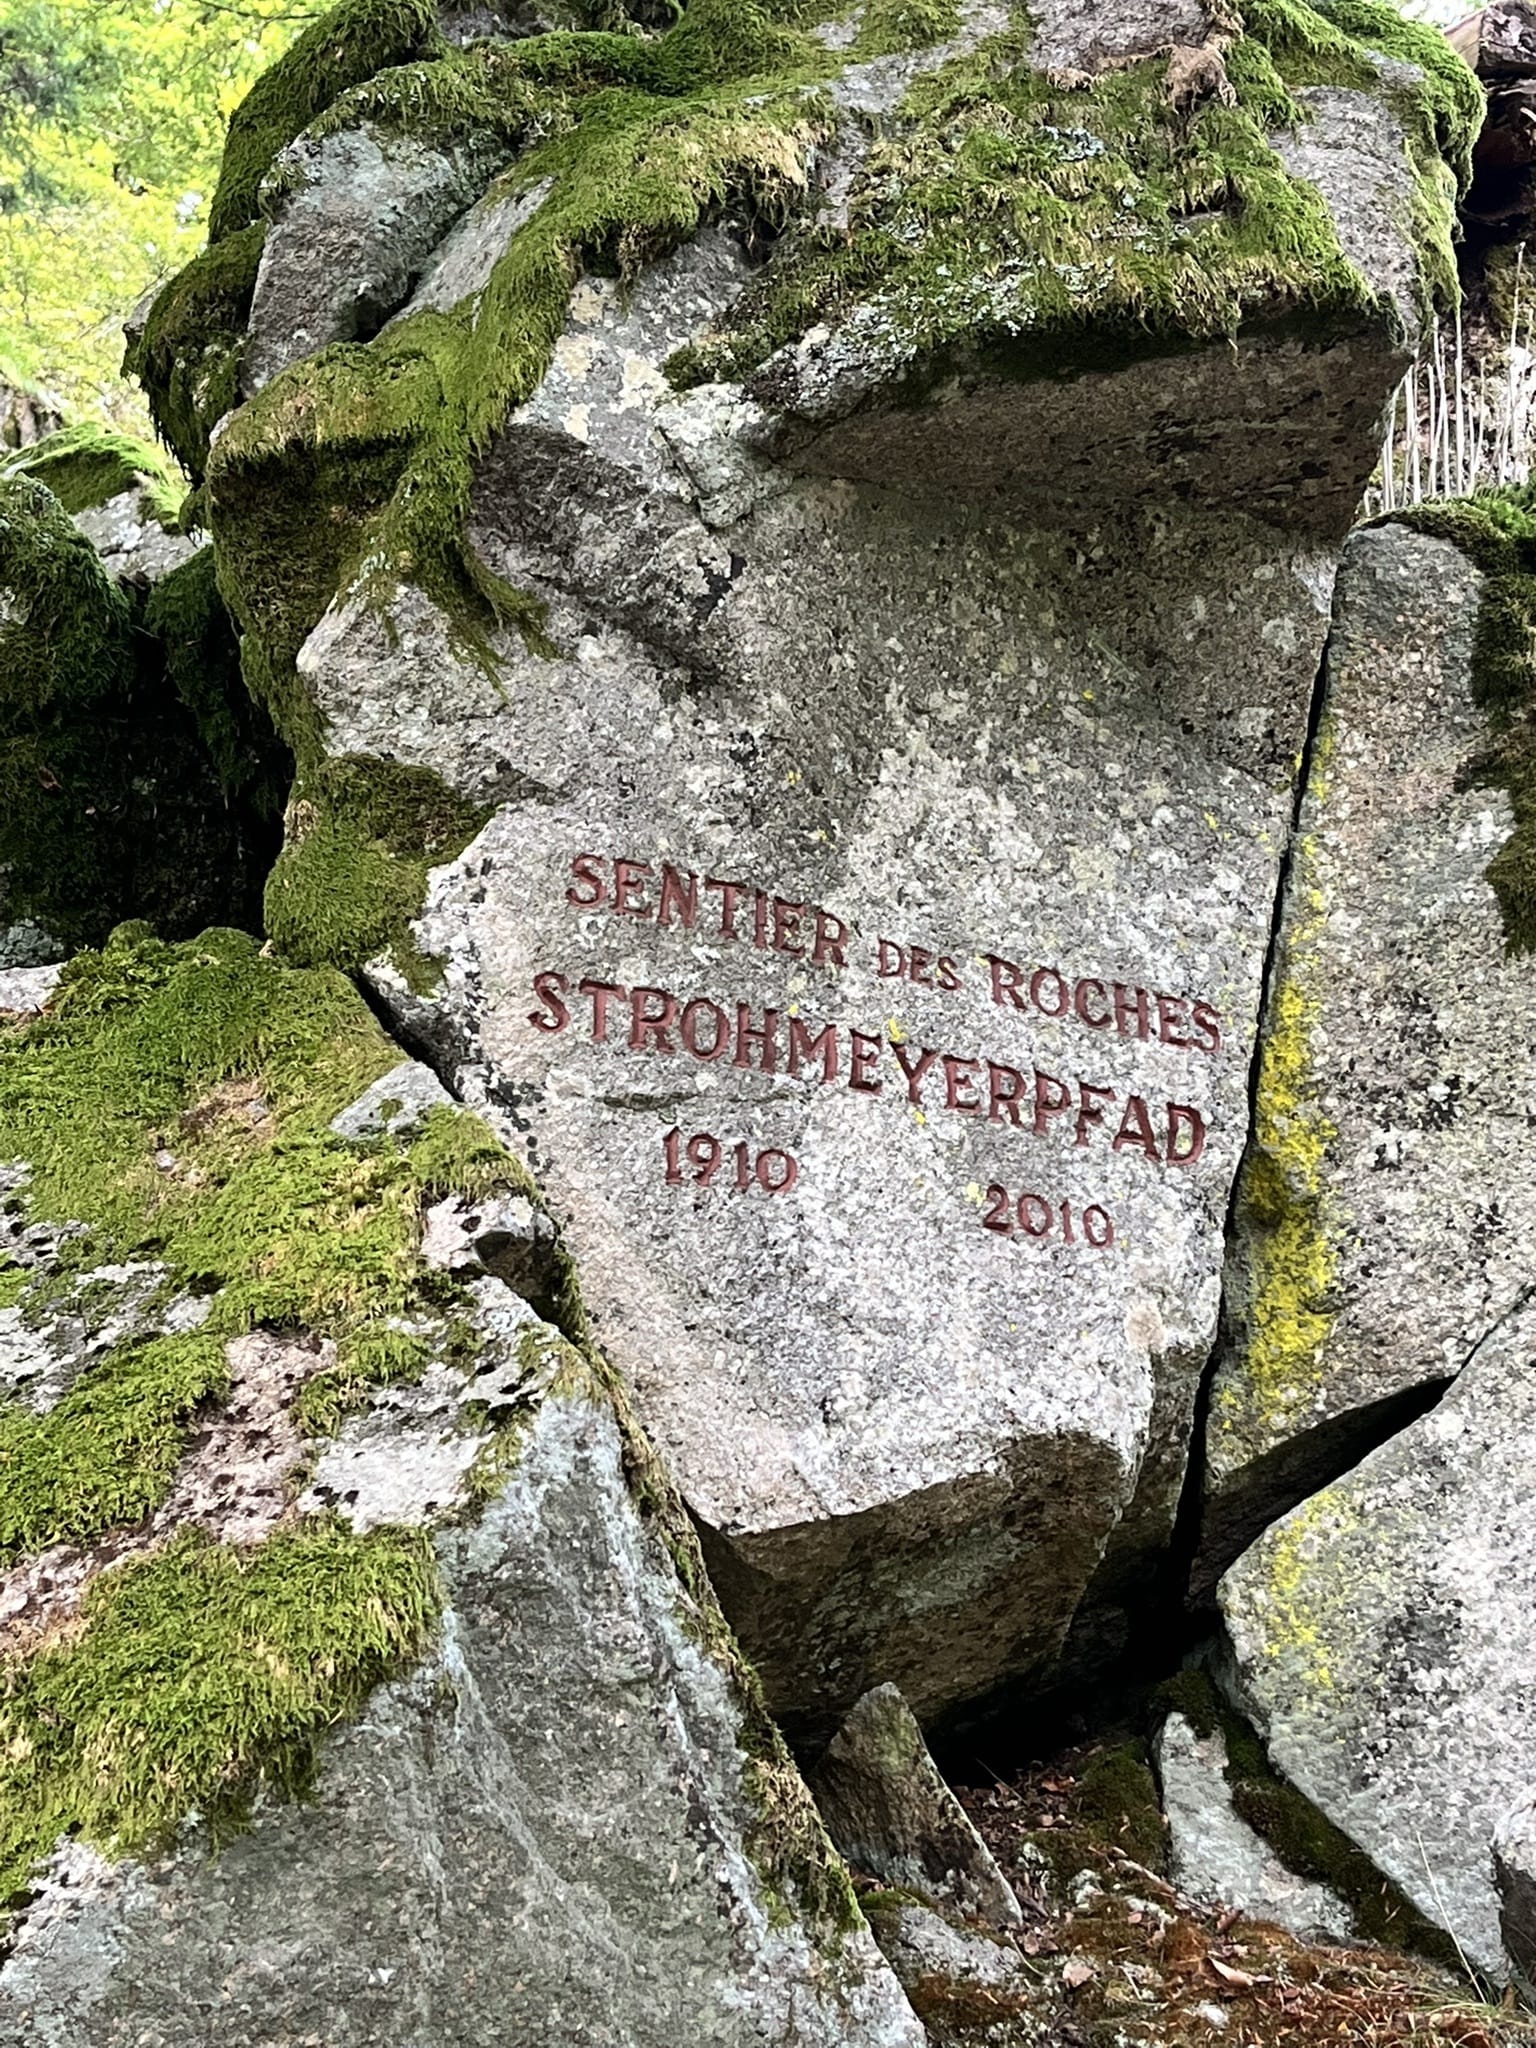 SENTIER DES ROCHES
STROHMEYERPFAD
1910 2010